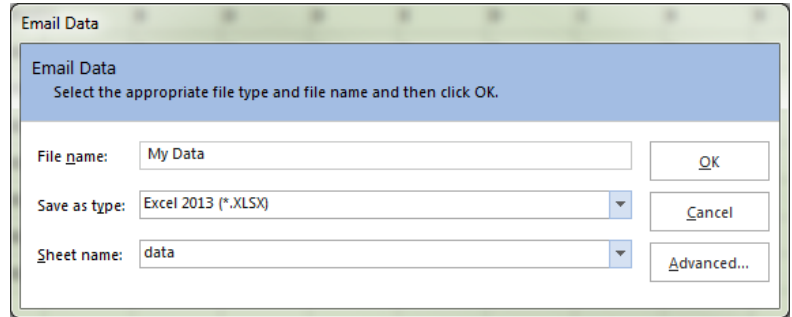 Email Data
Email Data
Select the appropriate file type and file name and then click OK.
File name: My Data
OK
Save as type: Excel 2013 (*.XLSX)
Cancel
Sheet name: data
Advanced...